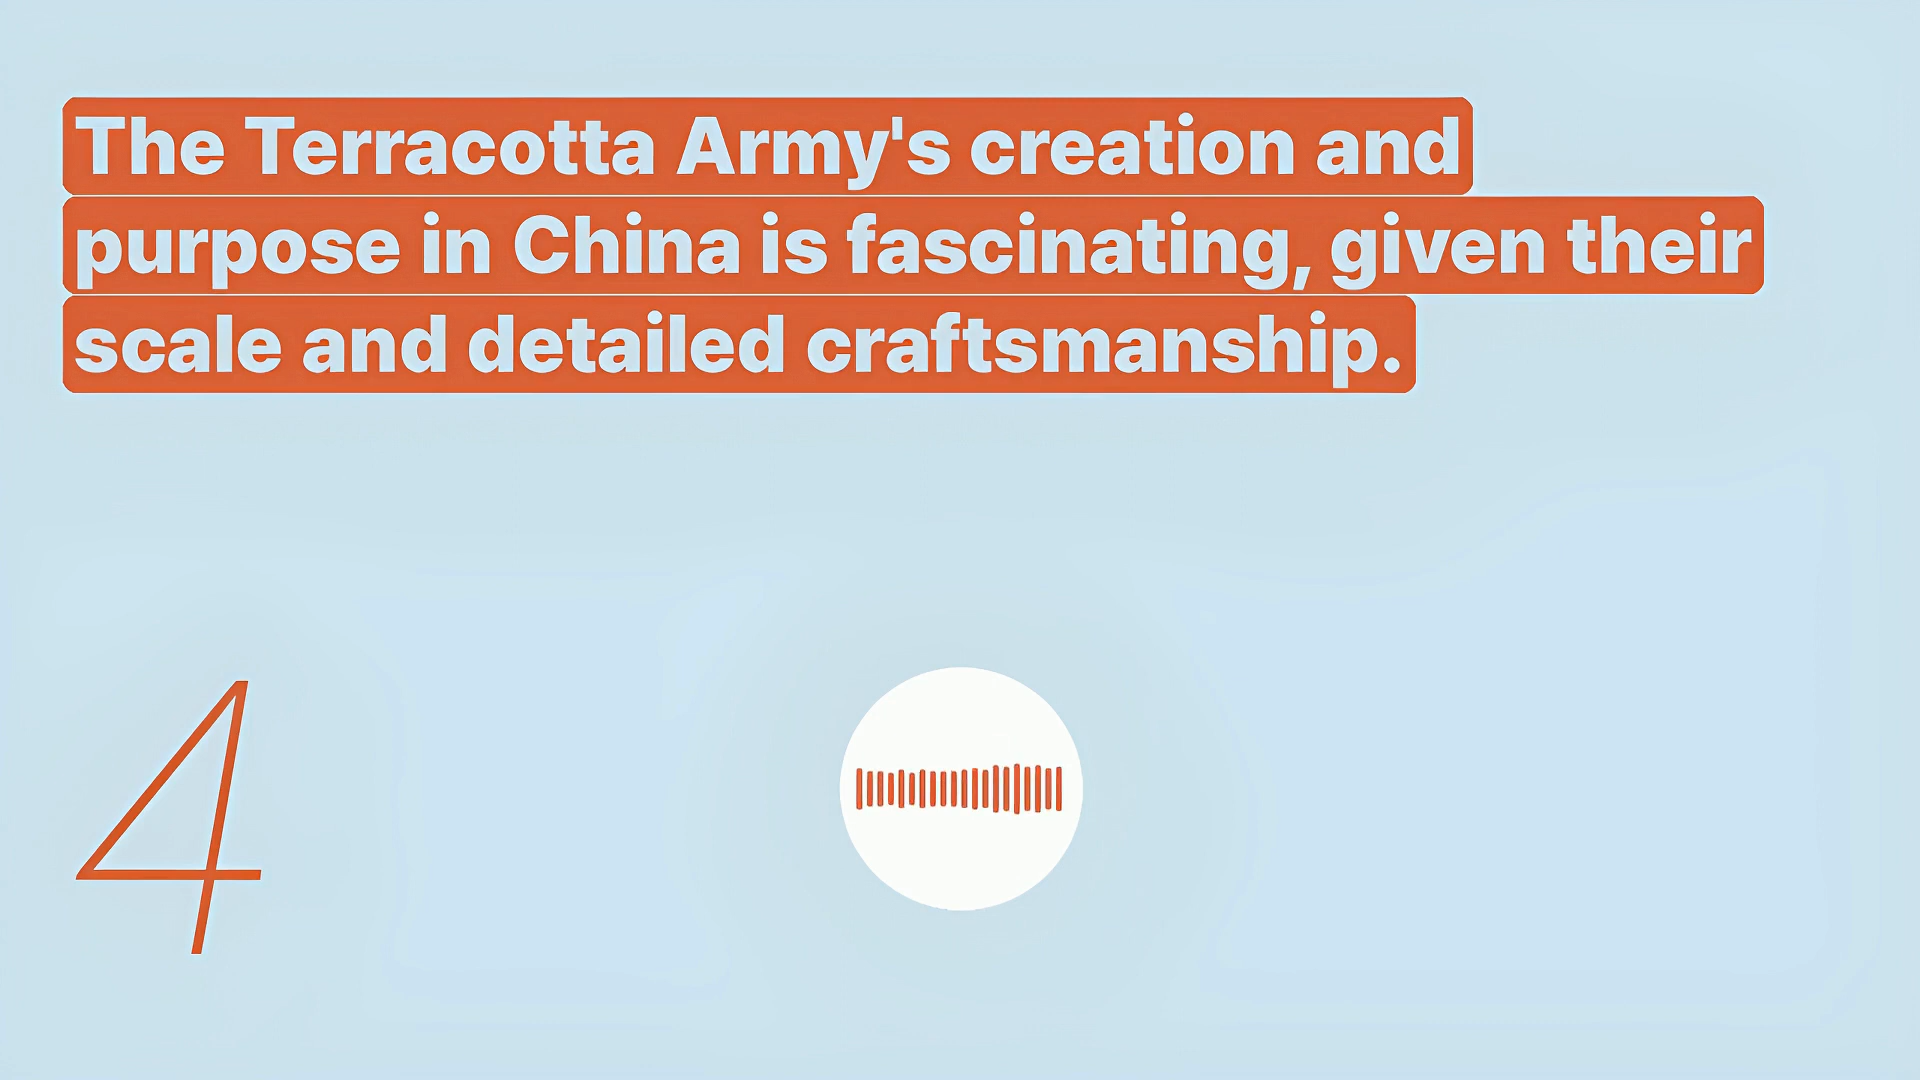 The Terracotta Army's creation and
purpose in China is fascinating, given their
scale and detailed craftsmanship.
4